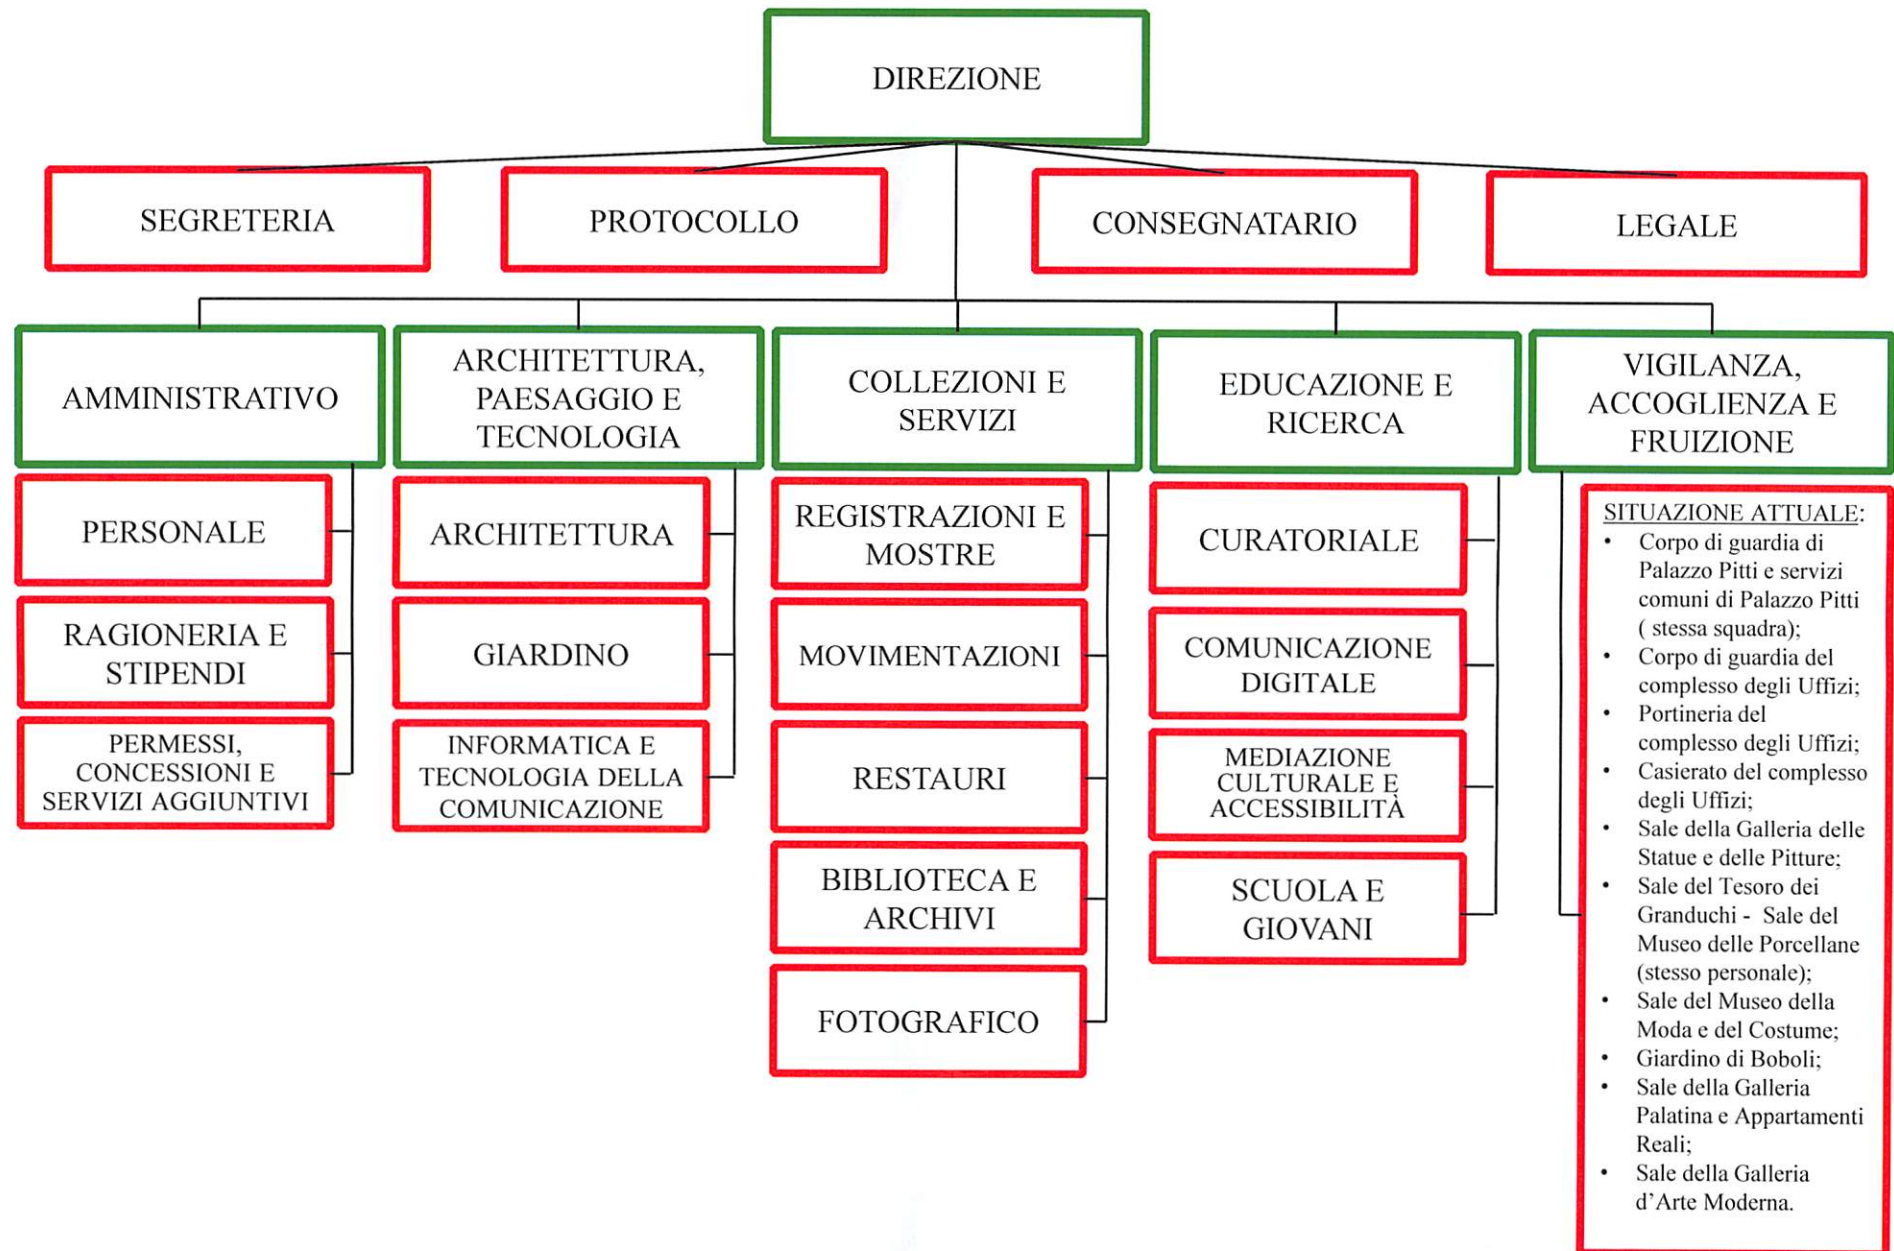 DIREZIONE
SEGRETERIA
PROTOCOLLO
CONSEGNATARIO
LEGALE
AMMINISTRATIVO
PERSONALE
RAGIONERIA E
STIPENDI
PERMESSI,
CONCESSIONI E
SERVIZI AGGIUNTIVI
ARCHITETTURA,
PAESAGGIO E
TECNOLOGIA
ARCHITETTURA
GIARDINO
INFORMATICA E
TECNOLOGIA DELLA
COMUNICAZIONE
COLLEZIONI E
SERVIZI
REGISTRAZIONI E
MOSTRE
MOVIMENTAZIONI
RESTAURI
BIBLIOTECA E
ARCHIVI
FOTOGRAFICO
EDUCAZIONE E
RICERCA
CURATORIALE
COMUNICAZIONE
DIGITALE
MEDIAZIONE
CULTURALE E
ACCESSIBILITÀ
SCUOLA E
GIOVANI
VIGILANZA,
ACCOGLIENZA E
FRUIZIONE
SITUAZIONE ATTUALE:
• Corpo di guardia di
Palazzo Pitti e servizi
comuni di Palazzo Pitti
( stessa squadra);
• Corpo di guardia del
complesso degli Uffizi;
• Portineria del
complesso degli Uffizi;
• Casierato del complesso
degli Uffizi;
• Sale della Galleria delle
Statue e delle Pitture;
• Sale del Tesoro dei
Granduchi - Sale del
Museo delle Porcellane
(stesso personale);
• Sale del Museo della
Moda e del Costume;
• Giardino di Boboli;
• Sale della Galleria
Palatina e Appartamenti
Reali;
• Sale della Galleria
d’Arte Moderna.